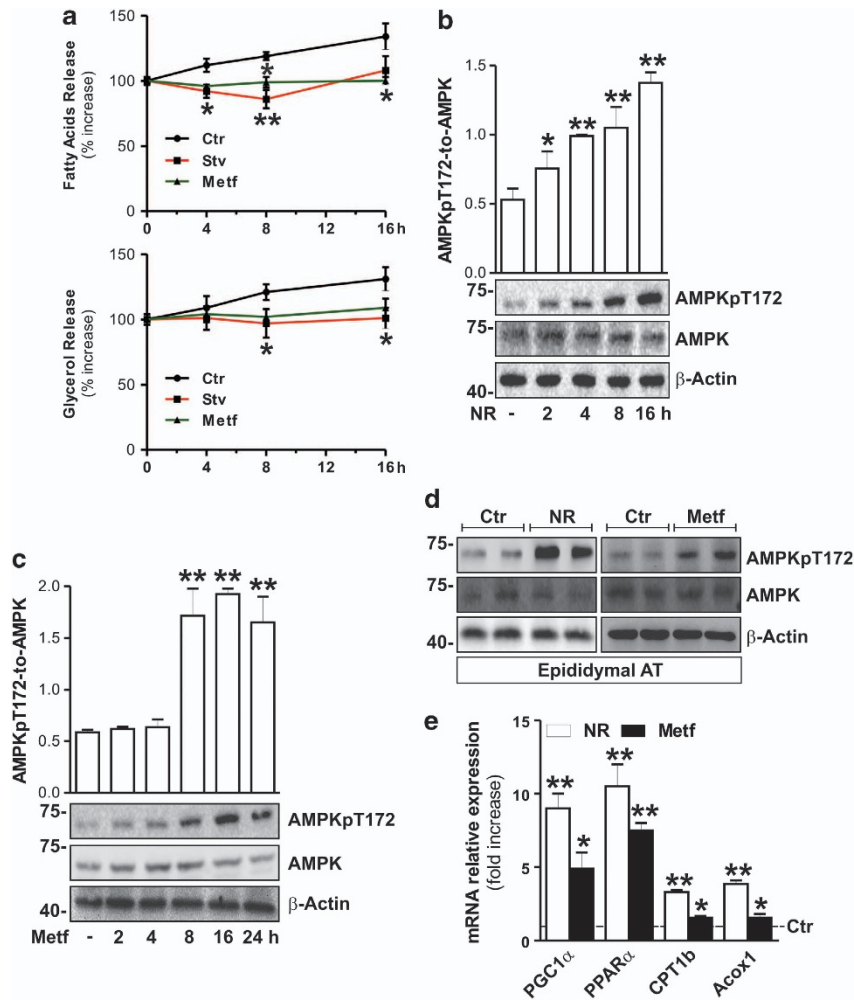 a
Fatty Acids Release
(% increase)
150
100
50
0
Ctr
Stv
Metf
* ** * *
0 4 8 12 16 h
Glycerol Release
(% increase)
150
100
50
0
Ctr
Stv
Metf
* *
0 4 8 12 16 h
b
AMPKpT172-to-AMPK
1.5
1.0
0.5
0.0
* ** ** **
75- AMPKpT172
75- AMPK
40- β-Actin
NR - 2 4 8 16 h
c
AMPKpT172-to-AMPK
2.0
1.5
1.0
0.5
0.0
** ** **
75- AMPKpT172
75- AMPK
40- β-Actin
Metf - 2 4 8 16 24 h
d
Ctr NR Ctr Metf
75- AMPKpT172
75- AMPK
40- β-Actin
Epididymal AT
e
mRNA relative expression
(fold increase)
15
10
5
0
NR Metf
** * ** ** ** * ** *
Ctr
PGC1α PPARα CPT1b Acox1